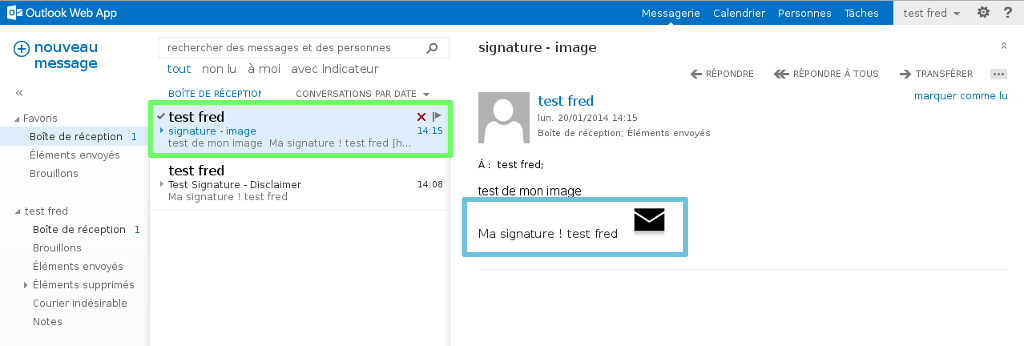 Outlook Web App
Messagerie Calendrier Personnes Tâches test fred ?
nouveau
message
«
Favoris
Boîte de réception 1
Éléments envoyés
Brouillons
test fred
Boîte de réception 1
Brouillons
Éléments envoyés
Éléments supprimés
Courier indésirable
Notes
rechercher des messages et des personnes
tout non lu à moi avec indicateur
BOÎTE DE RÉCEPTION CONVERSATIONS PAR DATE
test fred
signature - image 14:15
test de mon image Ma signature ! test fred [h...
test fred
Test Signature - Disclaimer 14:08
Ma signature ! test fred
signature - image
RÉPONDRE RÉPONDRE À TOUS TRANSFÉRER ...
marquer comme lu
test fred
lun. 20/01/2014 14:15
Boîte de réception; Éléments envoyés
À : test fred;
test de mon image
Ma signature ! test fred